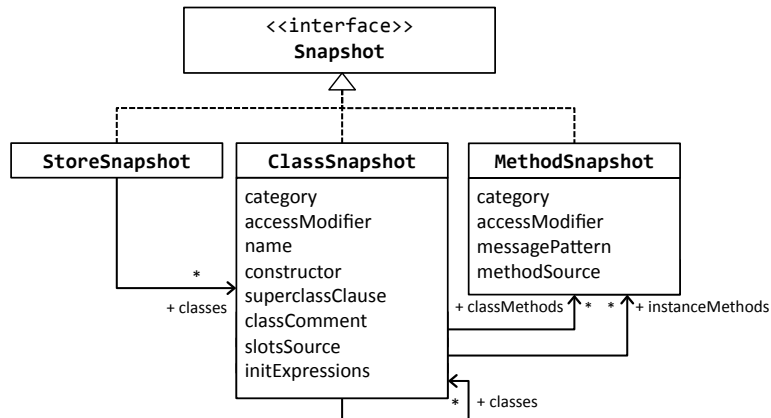 <<interface>>
Snapshot
StoreSnapshot
ClassSnapshot
MethodSnapshot
category
accessModifier
name
constructor
superclassClause
classComment
slotsSource
initExpressions
category
accessModifier
messagePattern
methodSource
*
+ classes
+ classMethods
*
*
+ instanceMethods
*
+ classes